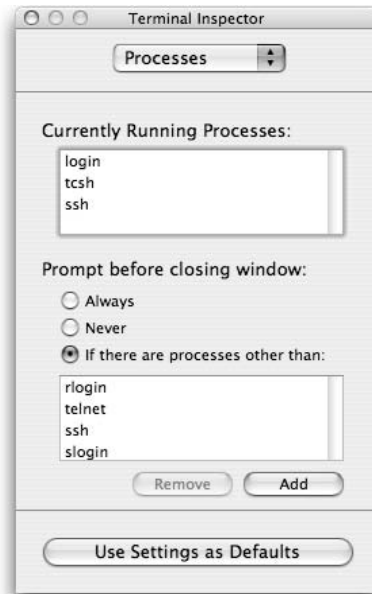 Terminal Inspector
Processes
Currently Running Processes:
login
tcsh
ssh
Prompt before closing window:
Always
Never
If there are processes other than:
rlogin
telnet
ssh
slogin
Remove Add
Use Settings as Defaults